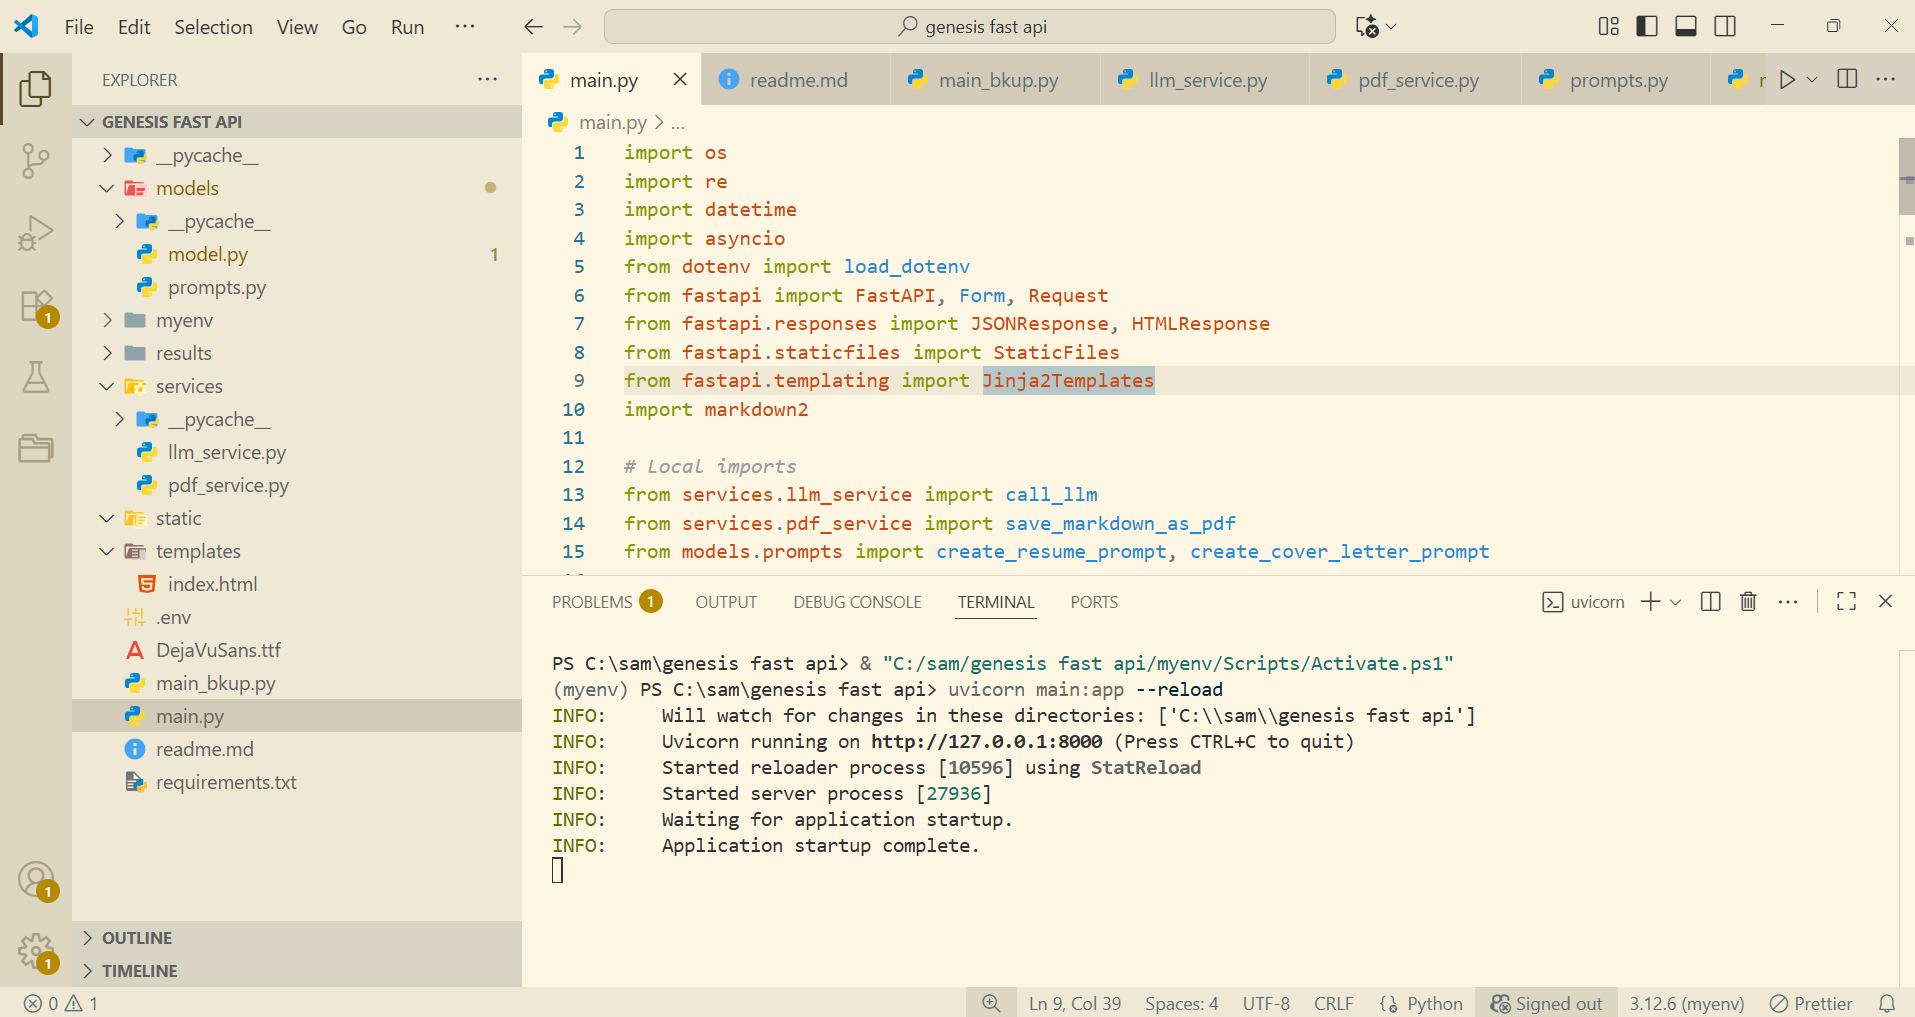 File Edit Selection View Go Run ···
genesis fast api
EXPLORER ···
GENESIS FAST API
__pycache__
models
__pycache__
model.py 1
prompts.py
myenv
results
services
__pycache__
llm_service.py
pdf_service.py
static
templates
index.html
.env
DejaVuSans.ttf
main_bkup.py
main.py
readme.md
requirements.txt
OUTLINE
TIMELINE
1
1
1
main.py readme.md main_bkup.py llm_service.py pdf_service.py prompts.py
main.py > ...
1 import os
2 import re
3 import datetime
4 import asyncio
5 from dotenv import load_dotenv
6 from fastapi import FastAPI, Form, Request
7 from fastapi.responses import JSONResponse, HTMLResponse
8 from fastapi.staticfiles import StaticFiles
9 from fastapi.templating import Jinja2Templates
10 import markdown2
11
12 # Local imports
13 from services.llm_service import call_llm
14 from services.pdf_service import save_markdown_as_pdf
15 from models.prompts import create_resume_prompt, create_cover_letter_prompt
PROBLEMS 1 OUTPUT DEBUG CONSOLE TERMINAL PORTS uvicorn
PS C:\sam\genesis fast api> & "C:/sam/genesis fast api/myenv/Scripts/Activate.ps1"
(myenv) PS C:\sam\genesis fast api> uvicorn main:app --reload
INFO: Will watch for changes in these directories: ['C:\\sam\\genesis fast api']
INFO: Uvicorn running on http://127.0.0.1:8000 (Press CTRL+C to quit)
INFO: Started reloader process [10596] using StatReload
INFO: Started server process [27936]
INFO: Waiting for application startup.
INFO: Application startup complete.
0 1 Ln 9, Col 39 Spaces: 4 UTF-8 CRLF Python Signed out 3.12.6 (myenv) Prettier